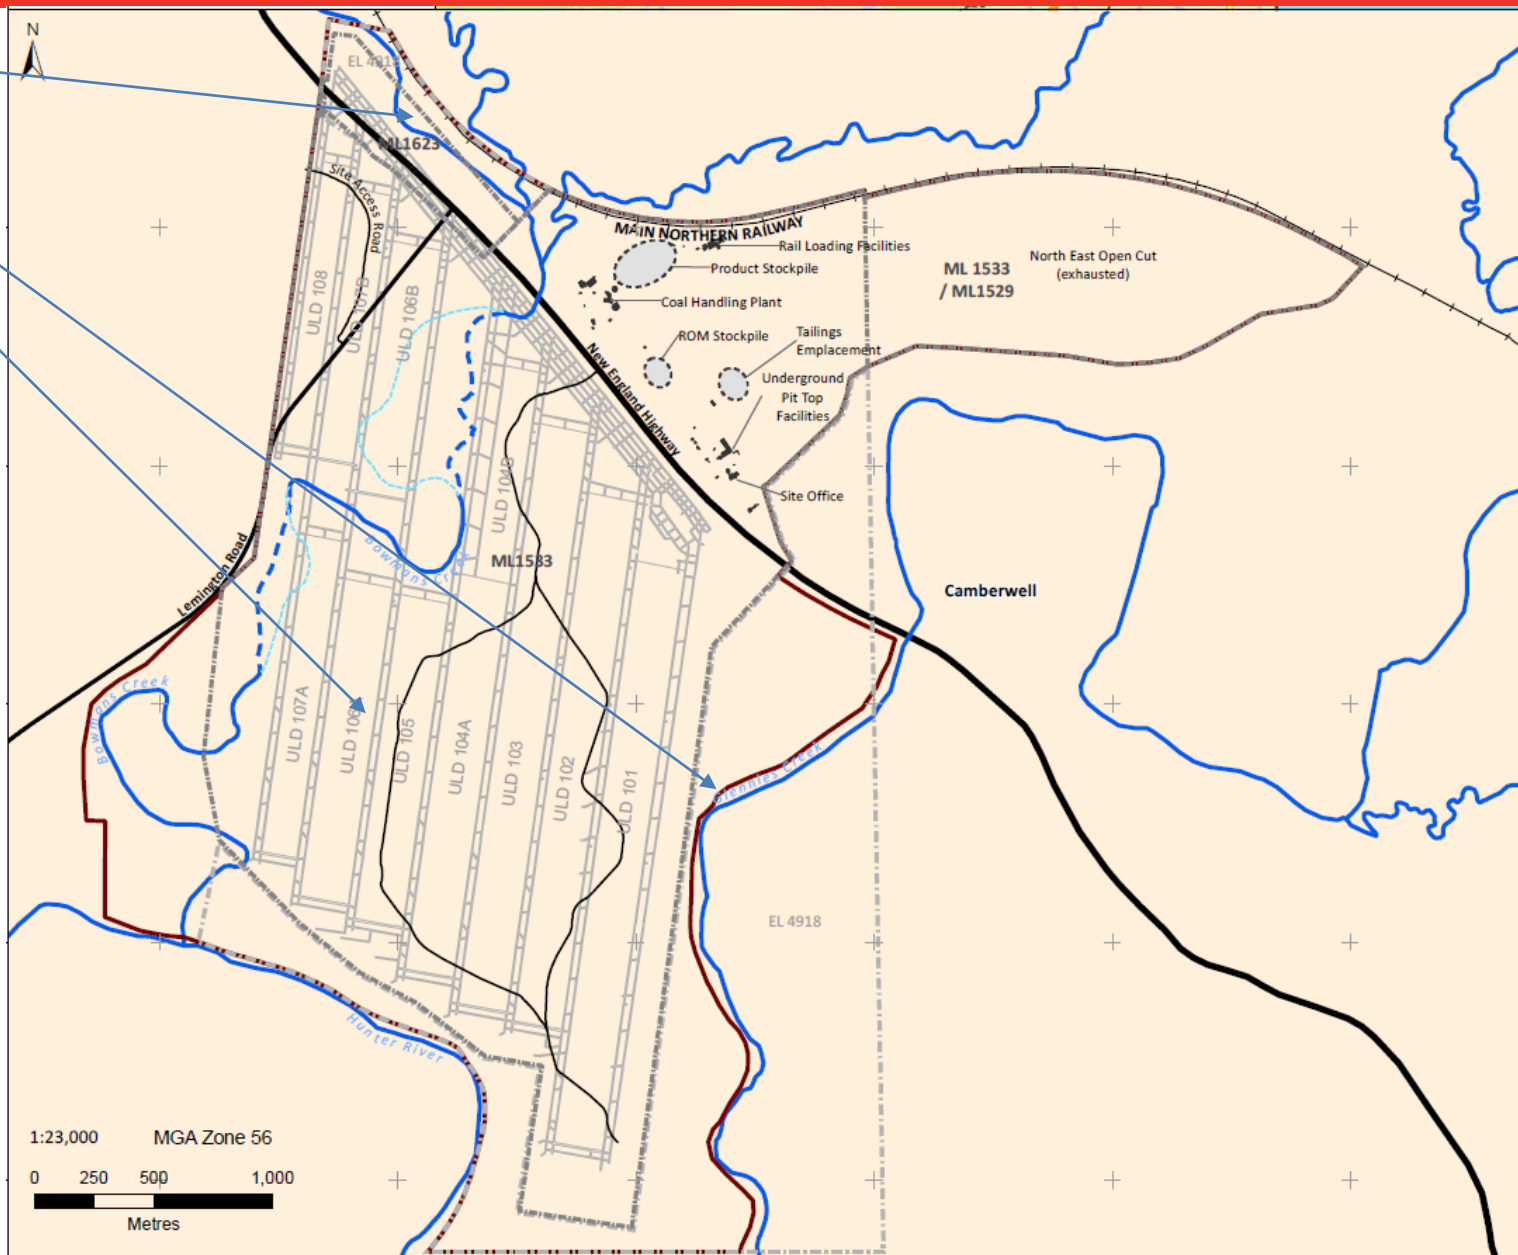 N
EL 4918
ML1623
Site Access Road
MAIN NORTHERN RAILWAY
Rail Loading Facilities
Product Stockpile
Coal Handling Plant
ROM Stockpile
Tailings
Emplacement
Underground
Pit Top
Facilities
Site Office
ML 1533
/ ML1529
North East Open Cut
(exhausted)
New England Highway
ULD 108
ULD 107B
ULD 106B
ULD 104B
Bowmans Creek
ML1533
Lemington Road
Camberwell
Bowmans Creek
ULD 107A
ULD 106
ULD 105
ULD 104A
ULD 103
ULD 102
ULD 101
Glennies Creek
EL 4918
Hunter River
1:23,000 MGA Zone 56
0 250 500 1,000
Metres